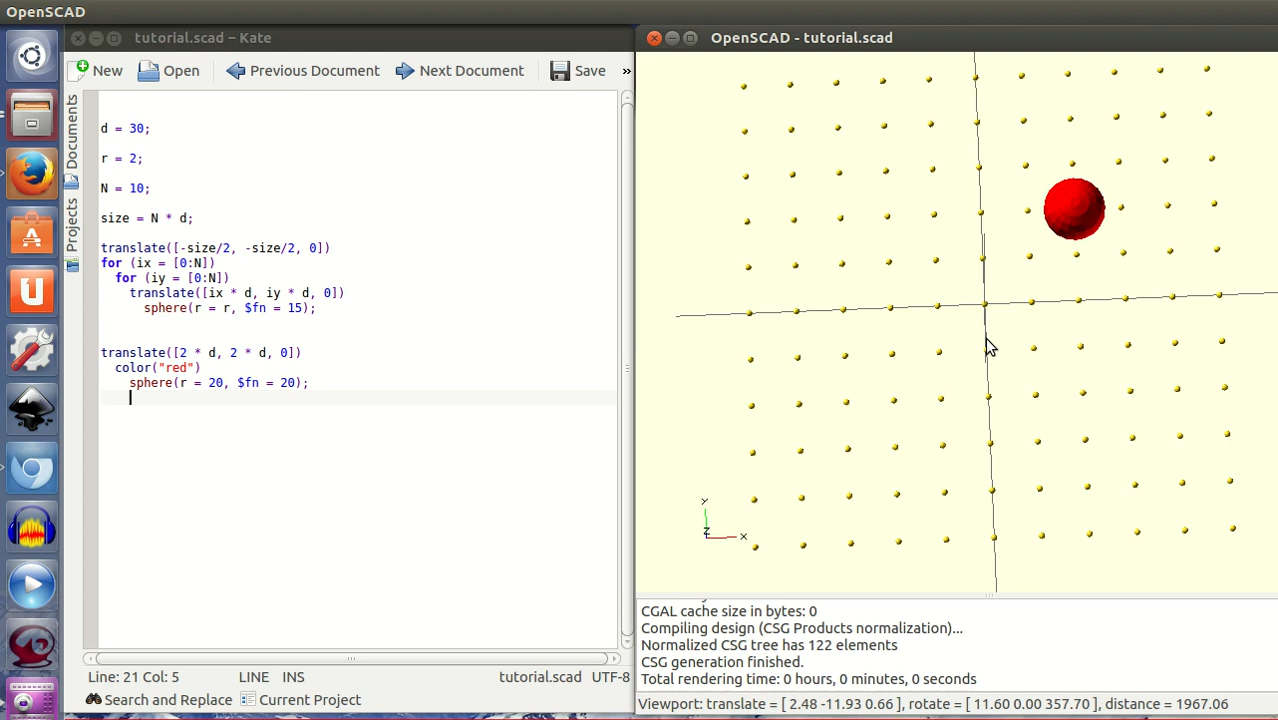 OpenSCAD
tutorial.scad – Kate
New Open Previous Document Next Document Save »
Documents
Projects
d = 30;
r = 2;
N = 10;
size = N * d;
translate([-size/2, -size/2, 0])
for (ix = [0:N])
for (iy = [0:N])
translate([ix * d, iy * d, 0])
sphere(r = r, $fn = 15);
translate([2 * d, 2 * d, 0])
color("red")
sphere(r = 20, $fn = 20);
Line: 21 Col: 5 LINE INS tutorial.scad UTF-8
Search and Replace Current Project
OpenSCAD - tutorial.scad
Y
Z
X
CGAL cache size in bytes: 0
Compiling design (CSG Products normalization)...
Normalized CSG tree has 122 elements
CSG generation finished.
Total rendering time: 0 hours, 0 minutes, 0 seconds
Viewport: translate = [ 2.48 -11.93 0.66 ], rotate = [ 11.60 0.00 357.70 ], distance = 1967.06